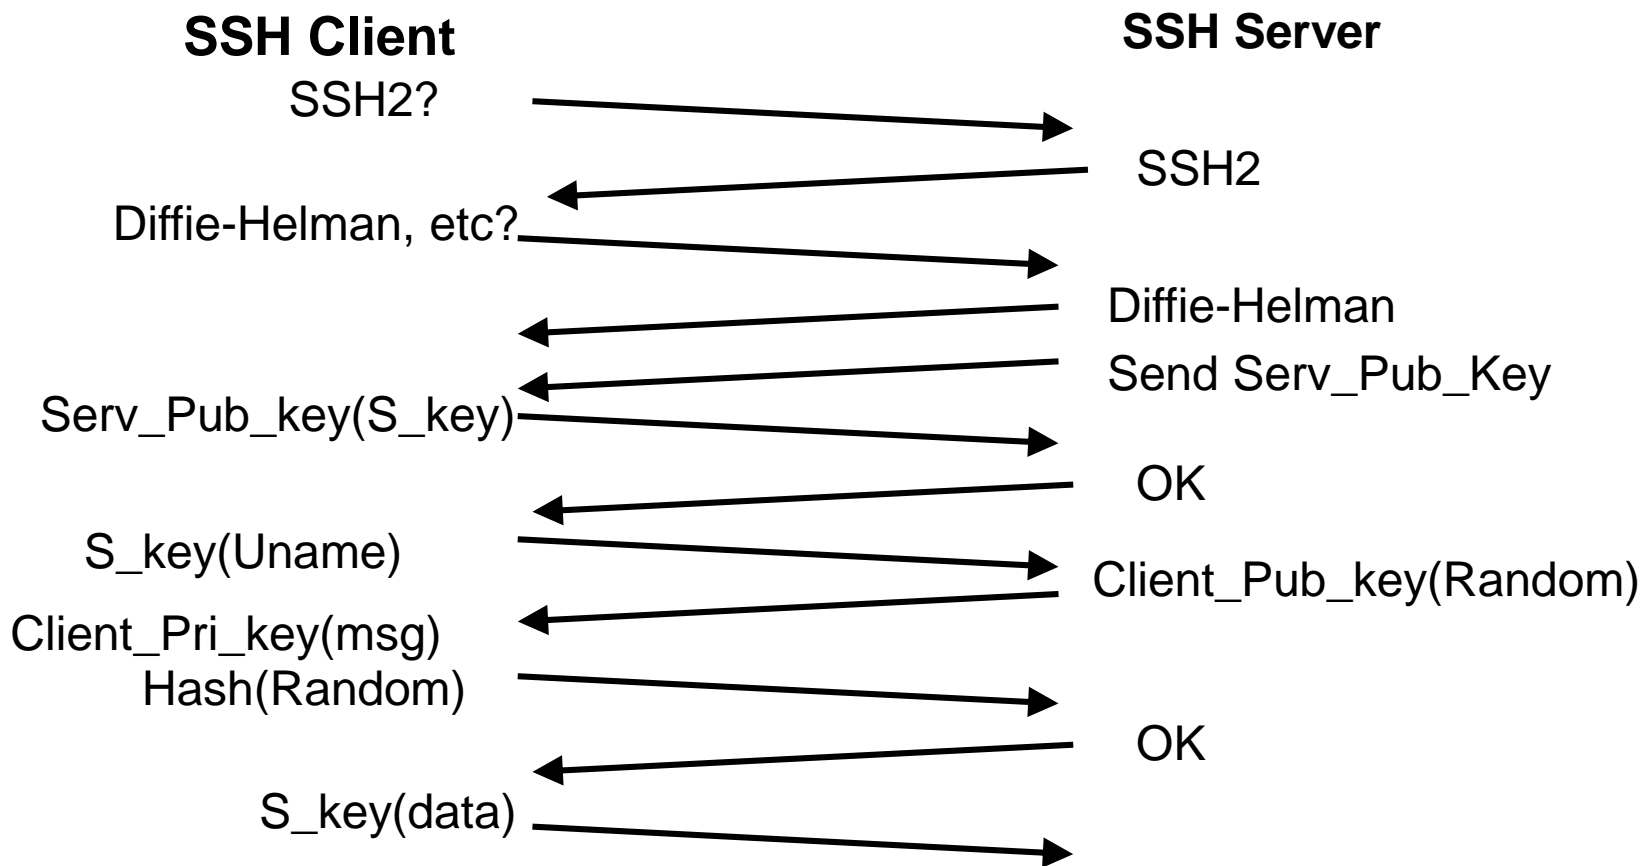 SSH Client
SSH Server
SSH2?
SSH2
Diffie-Helman, etc?
Diffie-Helman
Send Serv_Pub_Key
Serv_Pub_key(S_key)
OK
S_key(Uname)
Client_Pub_key(Random)
Client_Pri_key(msg)
Hash(Random)
OK
S_key(data)